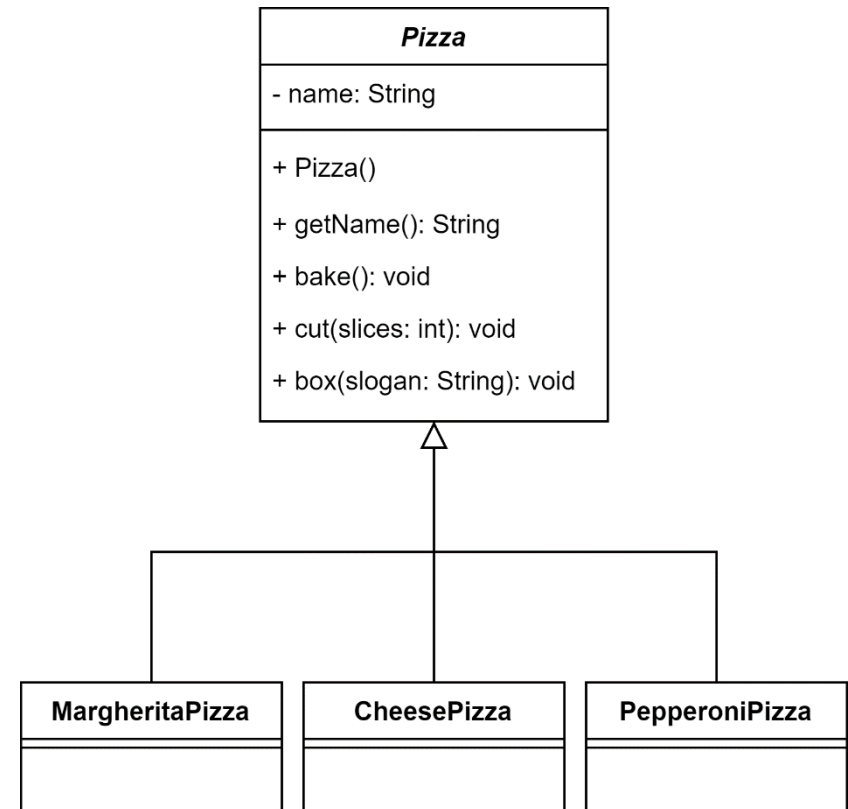 Pizza
- name: String
+ Pizza()
+ getName(): String
+ bake(): void
+ cut(slices: int): void
+ box(slogan: String): void
MargheritaPizza
CheesePizza
PepperoniPizza